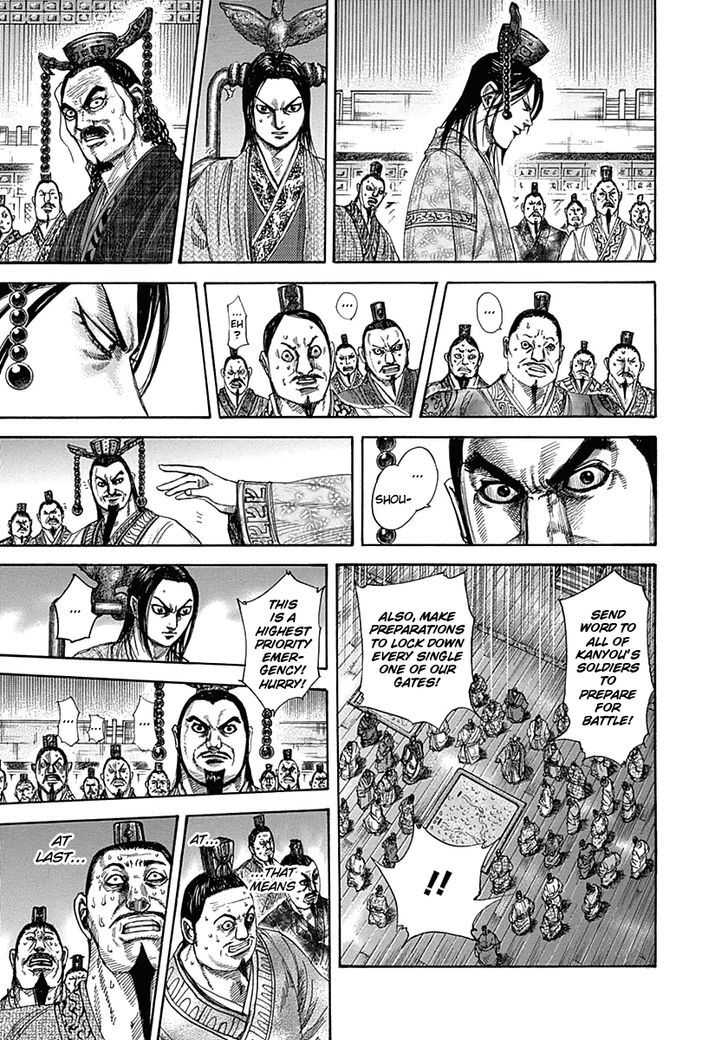 ...
...
EH
?
...
SHOU-
SEND
WORD TO
ALL OF
KANYOU'S
SOLDIERS
TO
PREPARE
FOR
BATTLE!
ALSO, MAKE
PREPARATIONS
TO LOCK DOWN
EVERY SINGLE
ONE OF OUR
GATES!
!!
THIS
IS A
HIGHEST
PRIORITY
EMER-
GENCY!
HURRY!
...
...
...
...
...THAT
MEANS
AT...
AT
LAST...